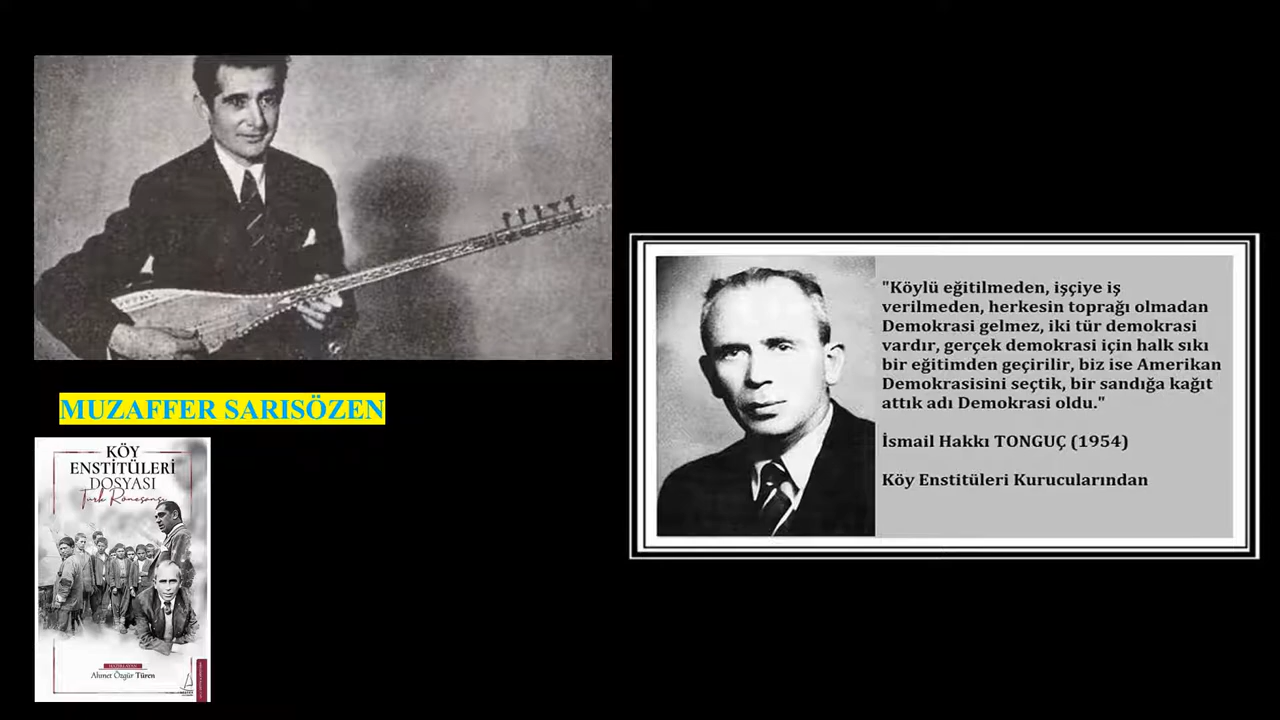 MUZAFFER SARISÖZEN
KÖY
ENSTİTÜLERİ
DOSYASI
Türk Rönesansı
Ahmet Özgür Türen
"Köylü eğitilmeden, işçiye iş
verilmeden, herkesin toprağı olmadan
Demokrasi gelmez, iki tür demokrasi
vardır, gerçek demokrasi için halk sıkı
bir eğitimden geçirilir, biz ise Amerikan
Demokrasisini seçtik, bir sandığa kağıt
attık adı Demokrasi oldu."
İsmail Hakkı TONGUÇ (1954)
Köy Enstitüleri Kurucularından